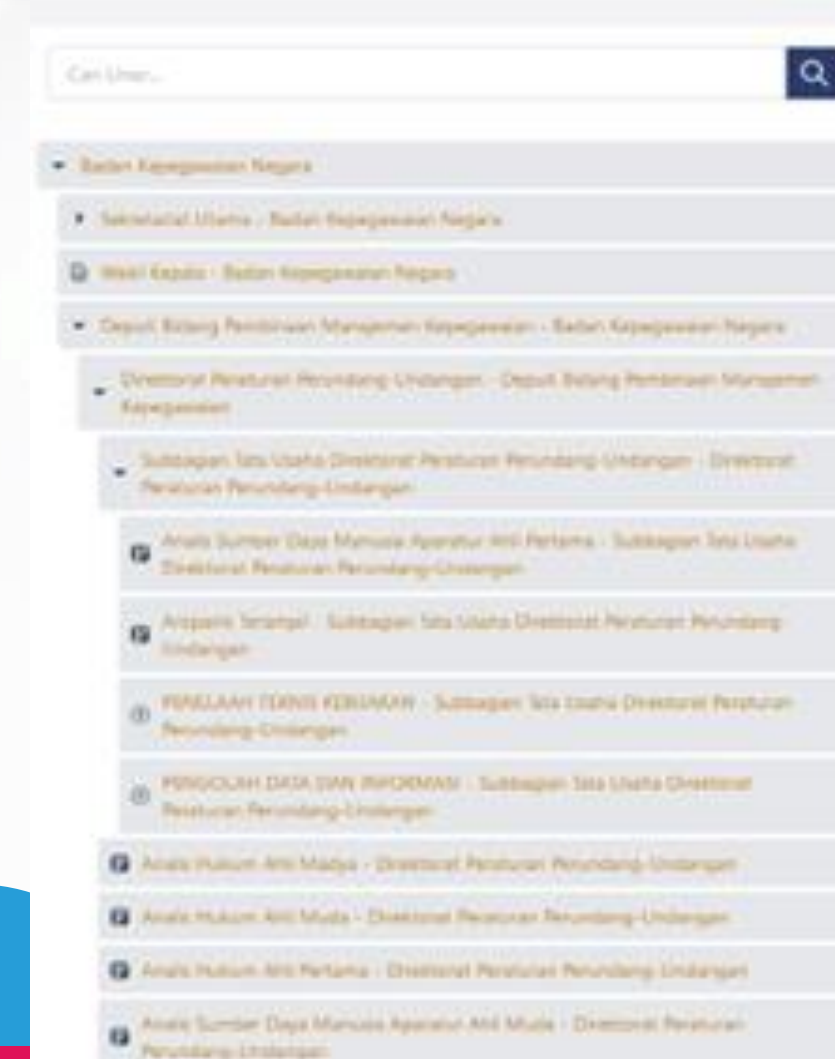 Cari Unor...
Badan Kepegawaian Negara
Sekretariat Utama - Badan Kepegawaian Negara
Wakil Kepala - Badan Kepegawaian Negara
Deputi Bidang Pembinaan Manajemen Kepegawaian - Badan Kepegawaian Negara
Direktorat Peraturan Perundang-Undangan - Deputi Bidang Pembinaan Manajemen
Kepegawaian
Subbagian Tata Usaha Direktorat Peraturan Perundang-Undangan - Direktorat
Peraturan Perundang-Undangan
Analis Sumber Daya Manusia Aparatur Ahli Pertama - Subbagian Tata Usaha
Direktorat Peraturan Perundang-Undangan
Arsiparis Terampil - Subbagian Tata Usaha Direktorat Peraturan Perundang-
Undangan
PENELAAH TEKNIS KEBIJAKAN - Subbagian Tata Usaha Direktorat Peraturan
Perundang-Undangan
PENGOLAH DATA DAN INFORMASI - Subbagian Tata Usaha Direktorat
Peraturan Perundang-Undangan
Analis Hukum Ahli Madya - Direktorat Peraturan Perundang-Undangan
Analis Hukum Ahli Muda - Direktorat Peraturan Perundang-Undangan
Analis Hukum Ahli Pertama - Direktorat Peraturan Perundang-Undangan
Analis Sumber Daya Manusia Aparatur Ahli Muda - Direktorat Peraturan
Perundang-Undangan